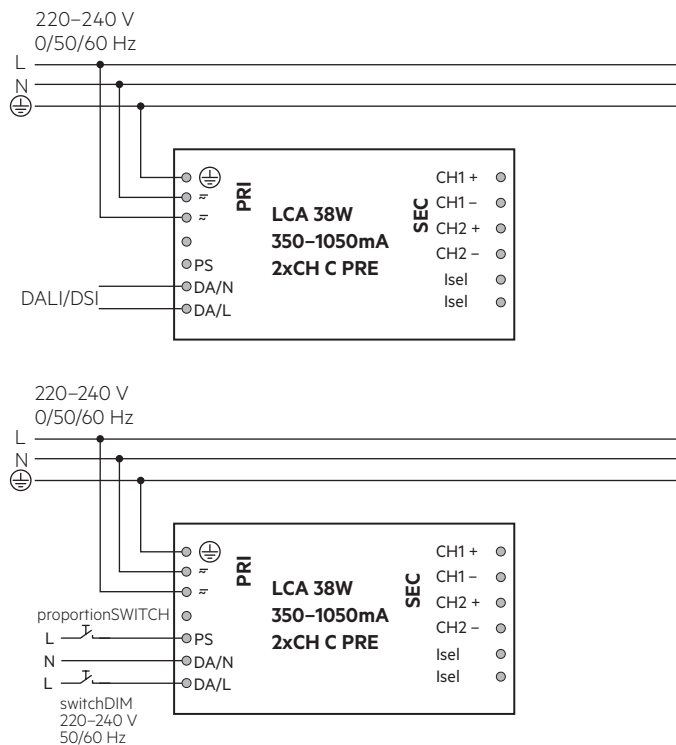 220–240 V
0/50/60 Hz
L
N
PRI
LCA 38W
350–1050mA
2xCH C PRE
SEC
CH1 +
CH1 –
CH2 +
CH2 –
Isel
Isel
PS
DA/N
DA/L
DALI/DSI
220–240 V
0/50/60 Hz
L
N
PRI
LCA 38W
350–1050mA
2xCH C PRE
SEC
CH1 +
CH1 –
CH2 +
CH2 –
Isel
Isel
proportionSWITCH
L
PS
N
DA/N
L
DA/L
switchDIM
220–240 V
50/60 Hz